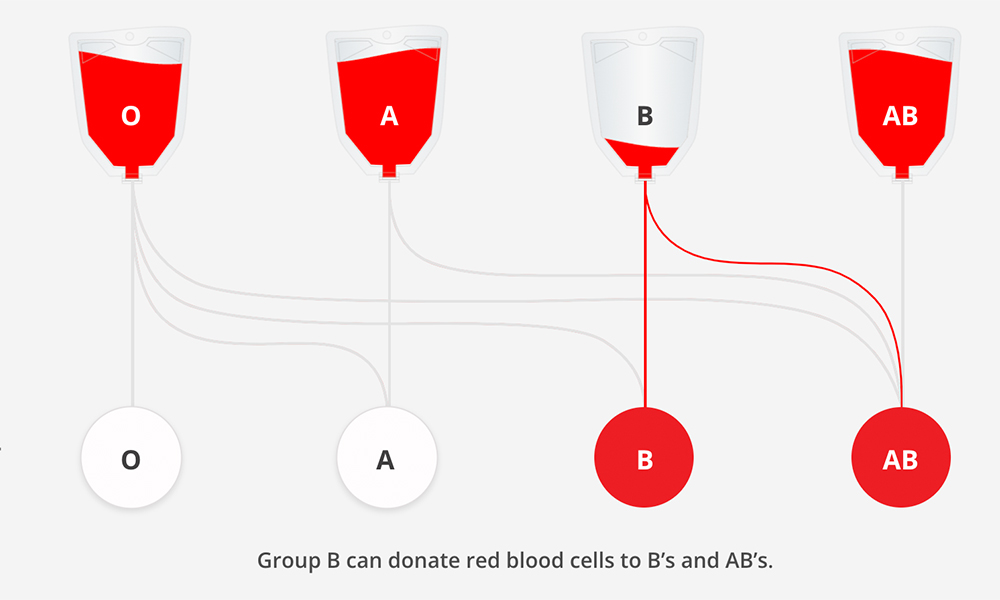 O A B AB
O A B AB
Group B can donate red blood cells to B’s and AB’s.